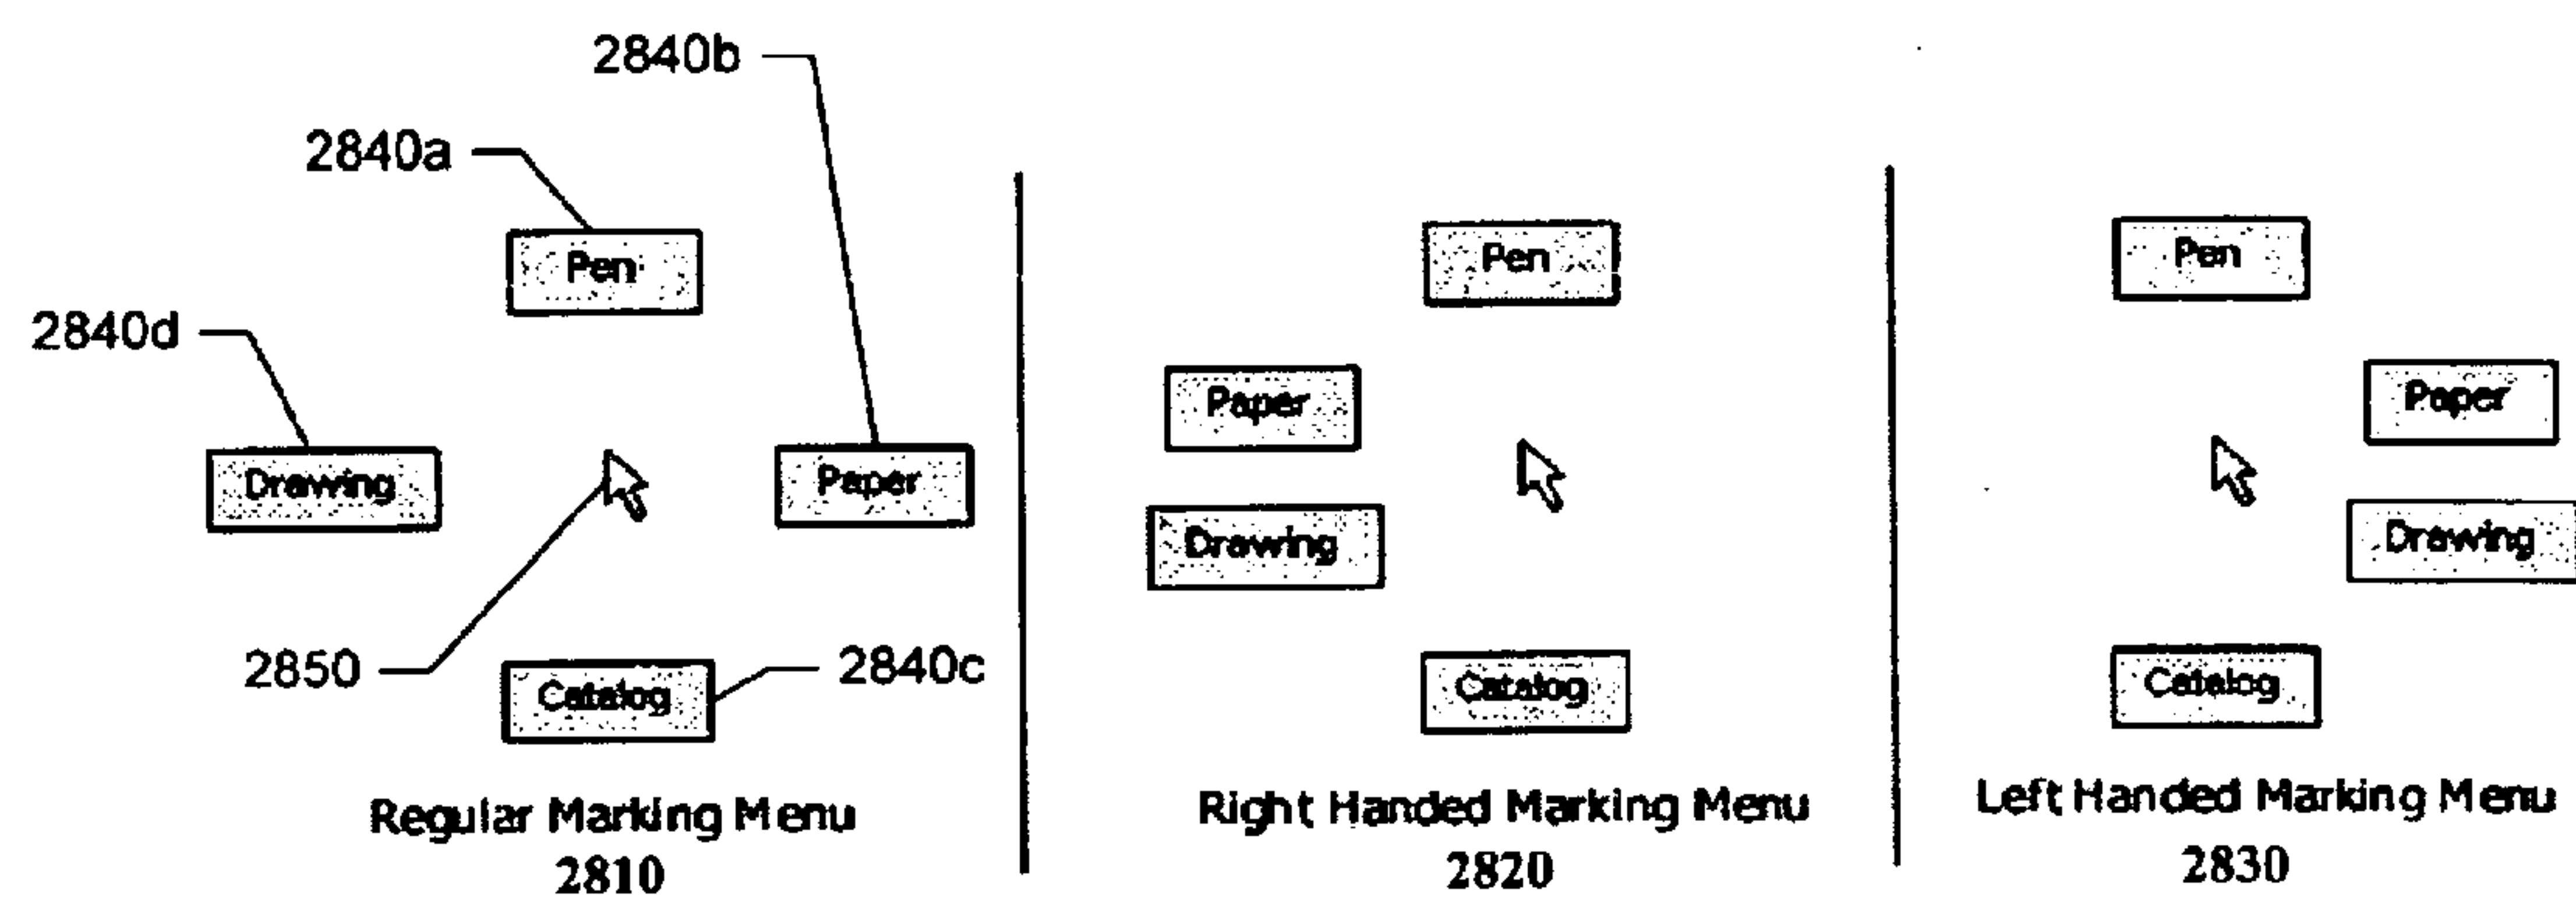 2840b
2840a
Pen
Pen
Pen
2840d
Paper
Paper
Drawing
Paper
Drawing
Drawing
2850
Catalog
2840c
Catalog
Catalog
Regular Marking Menu
Right Handed Marking Menu
Left Handed Marking Menu
2810
2820
2830